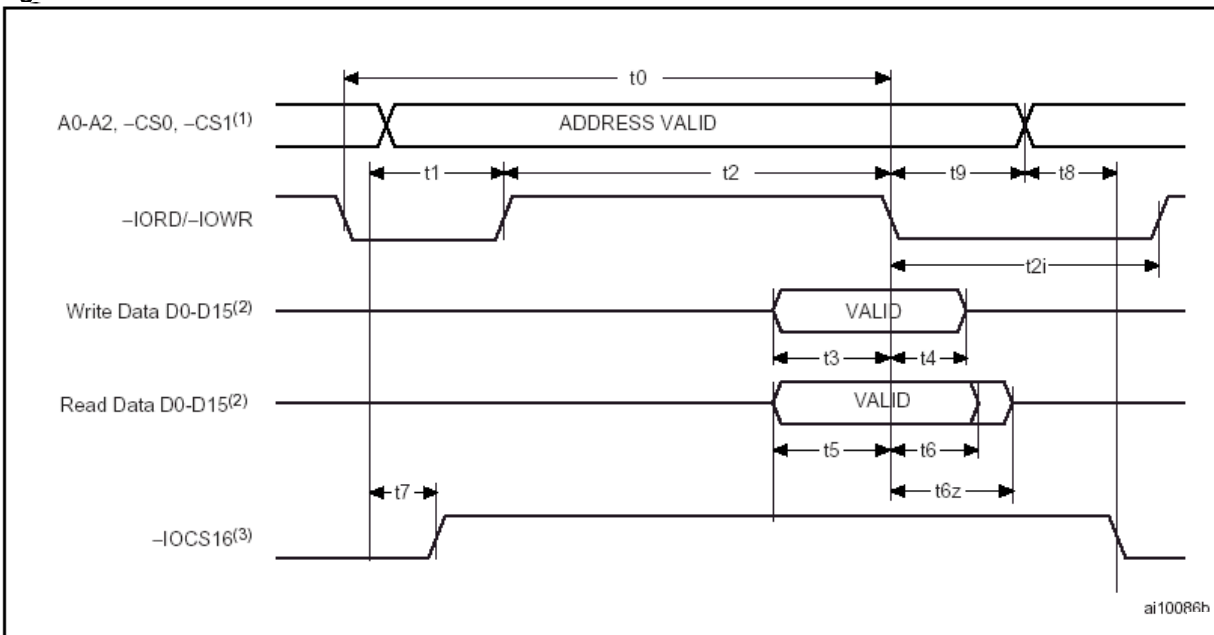 t0
A0-A2, –CS0, –CS1(1)
ADDRESS VALID
t1
t2
t9
t8
–IORD/–IOWR
t2i
Write Data D0-D15(2)
VALID
t3
t4
Read Data D0-D15(2)
VALID
t5
t6
t7
t6z
–IOCS16(3)
ai10086b